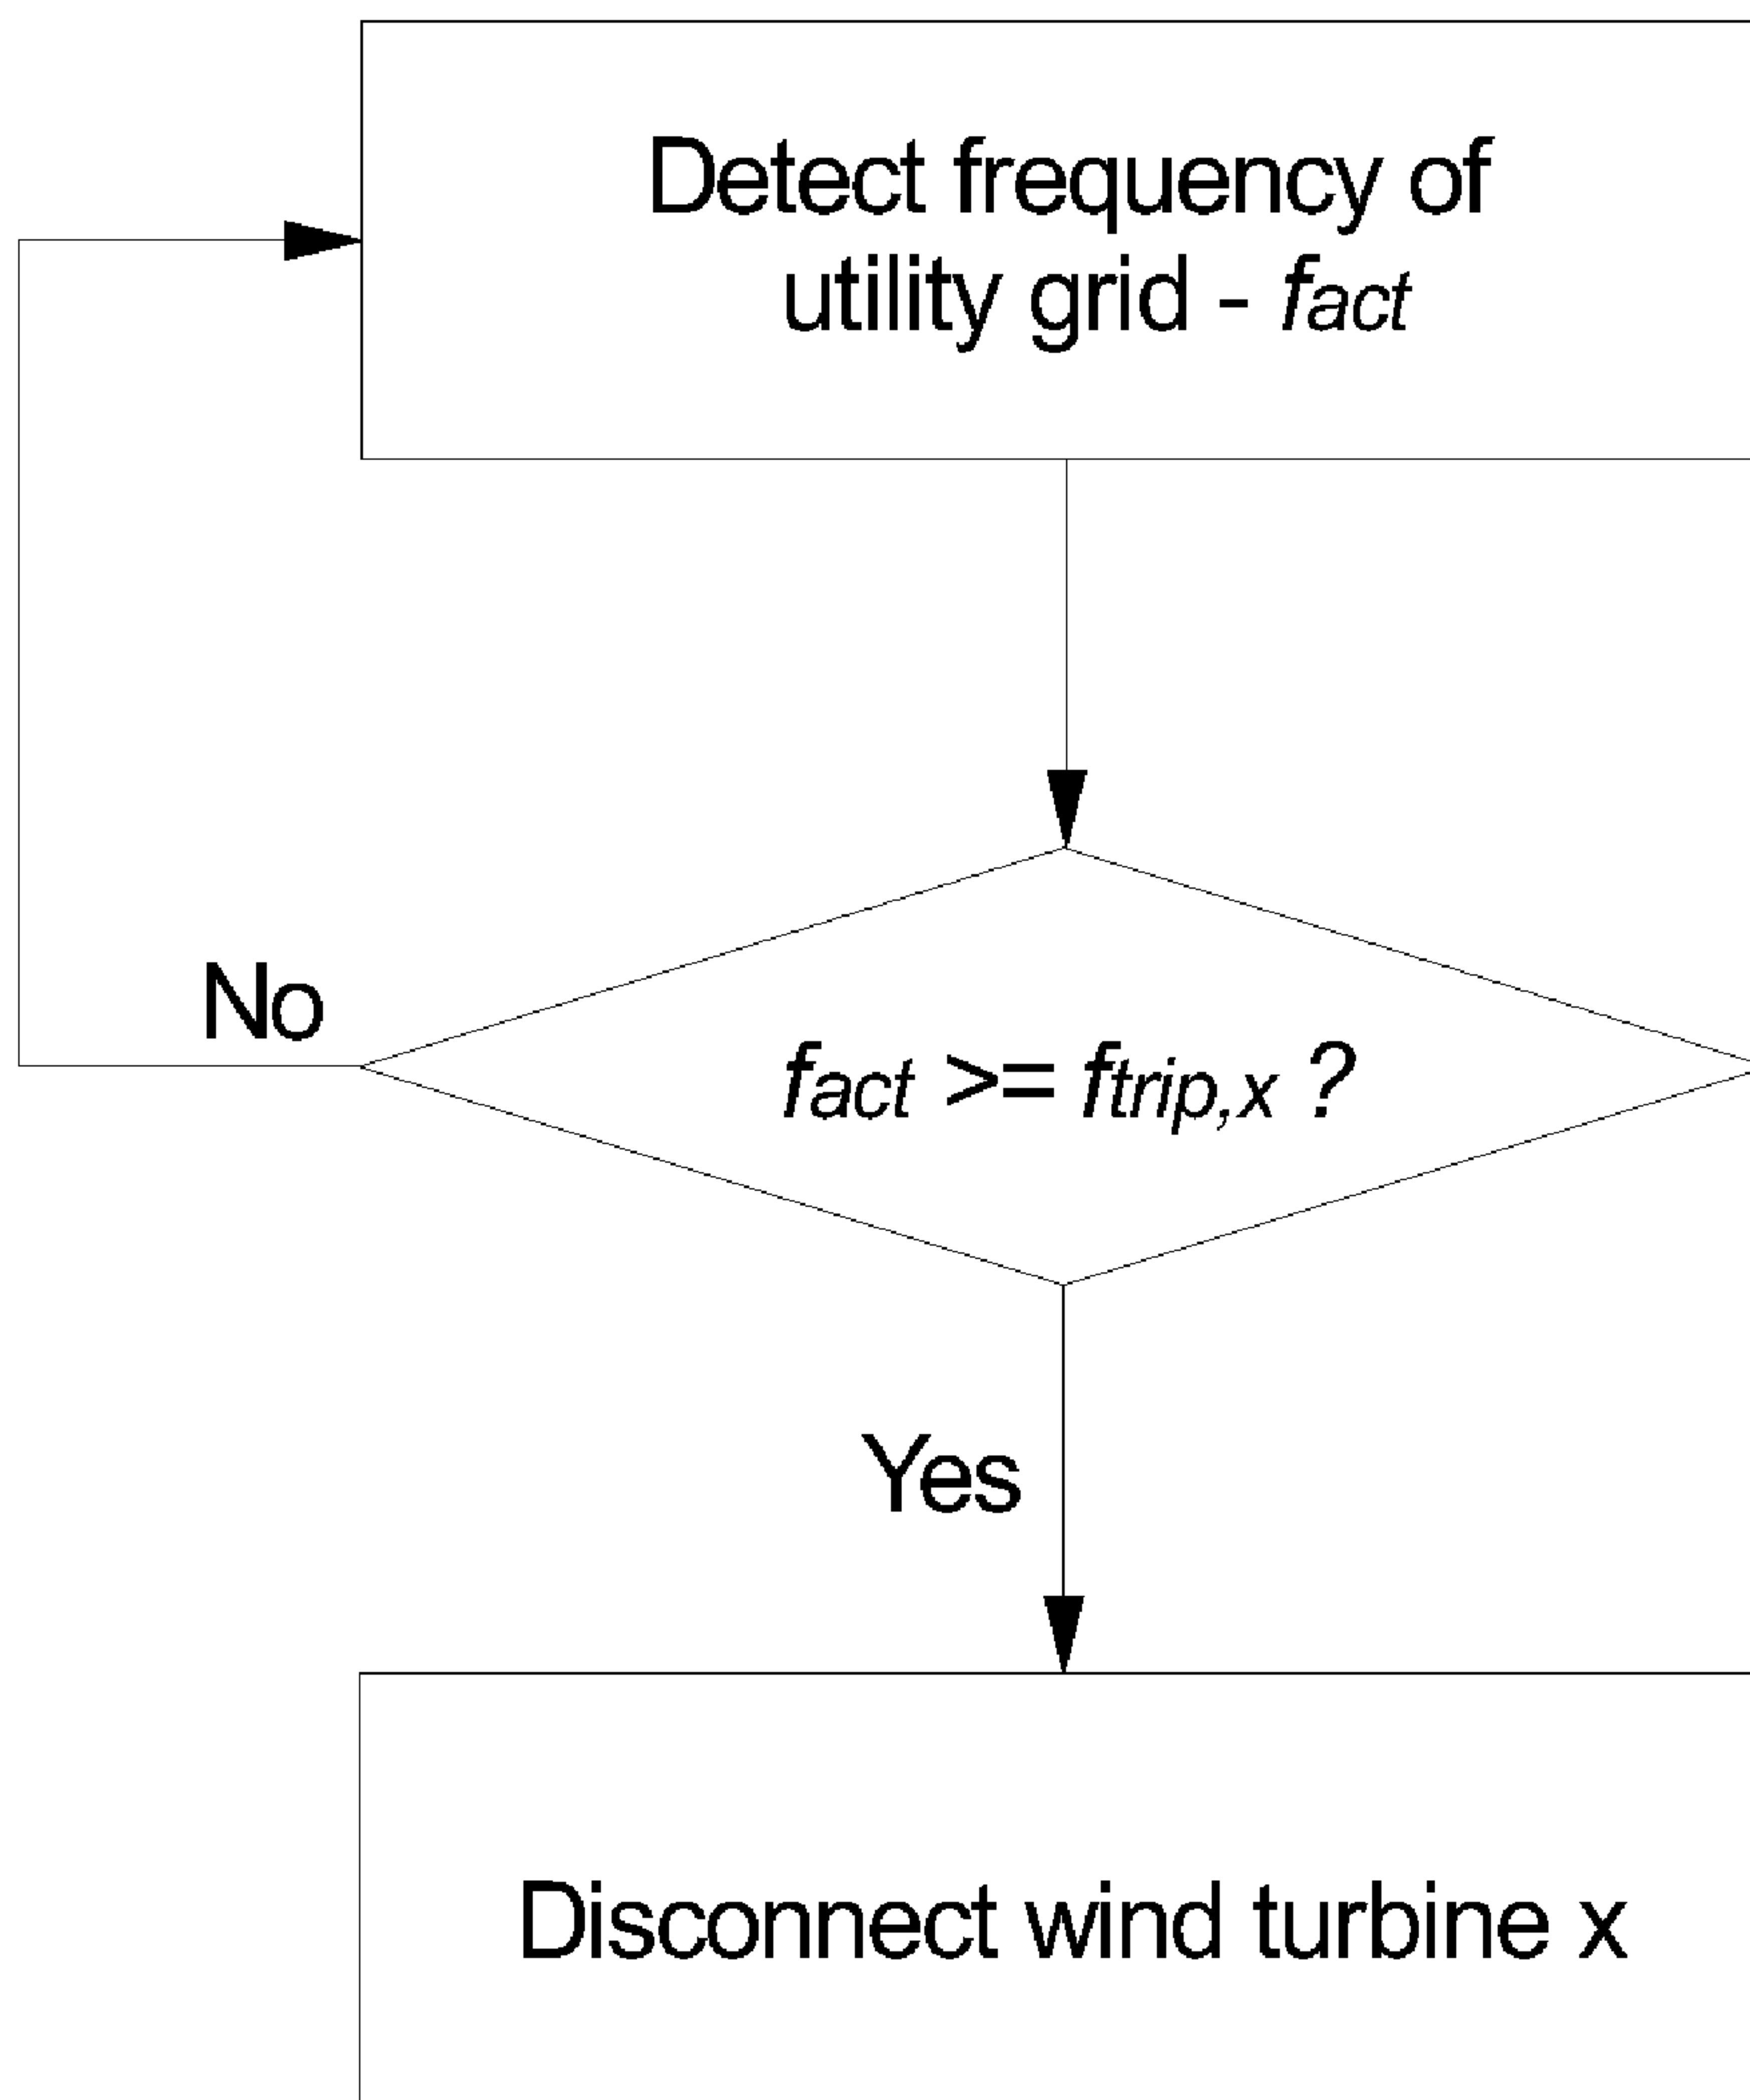 Detect frequency of
utility grid - fact
No
fact >= ftrip,x ?
Yes
Disconnect wind turbine x